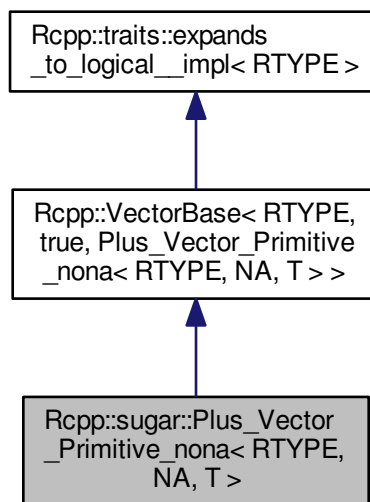 Rcpp::traits::expands
_to_logical__impl< RTYPE >
Rcpp::VectorBase< RTYPE,
true, Plus_Vector_Primitive
_nona< RTYPE, NA, T > >
Rcpp::sugar::Plus_Vector
_Primitive_nona< RTYPE,
NA, T >